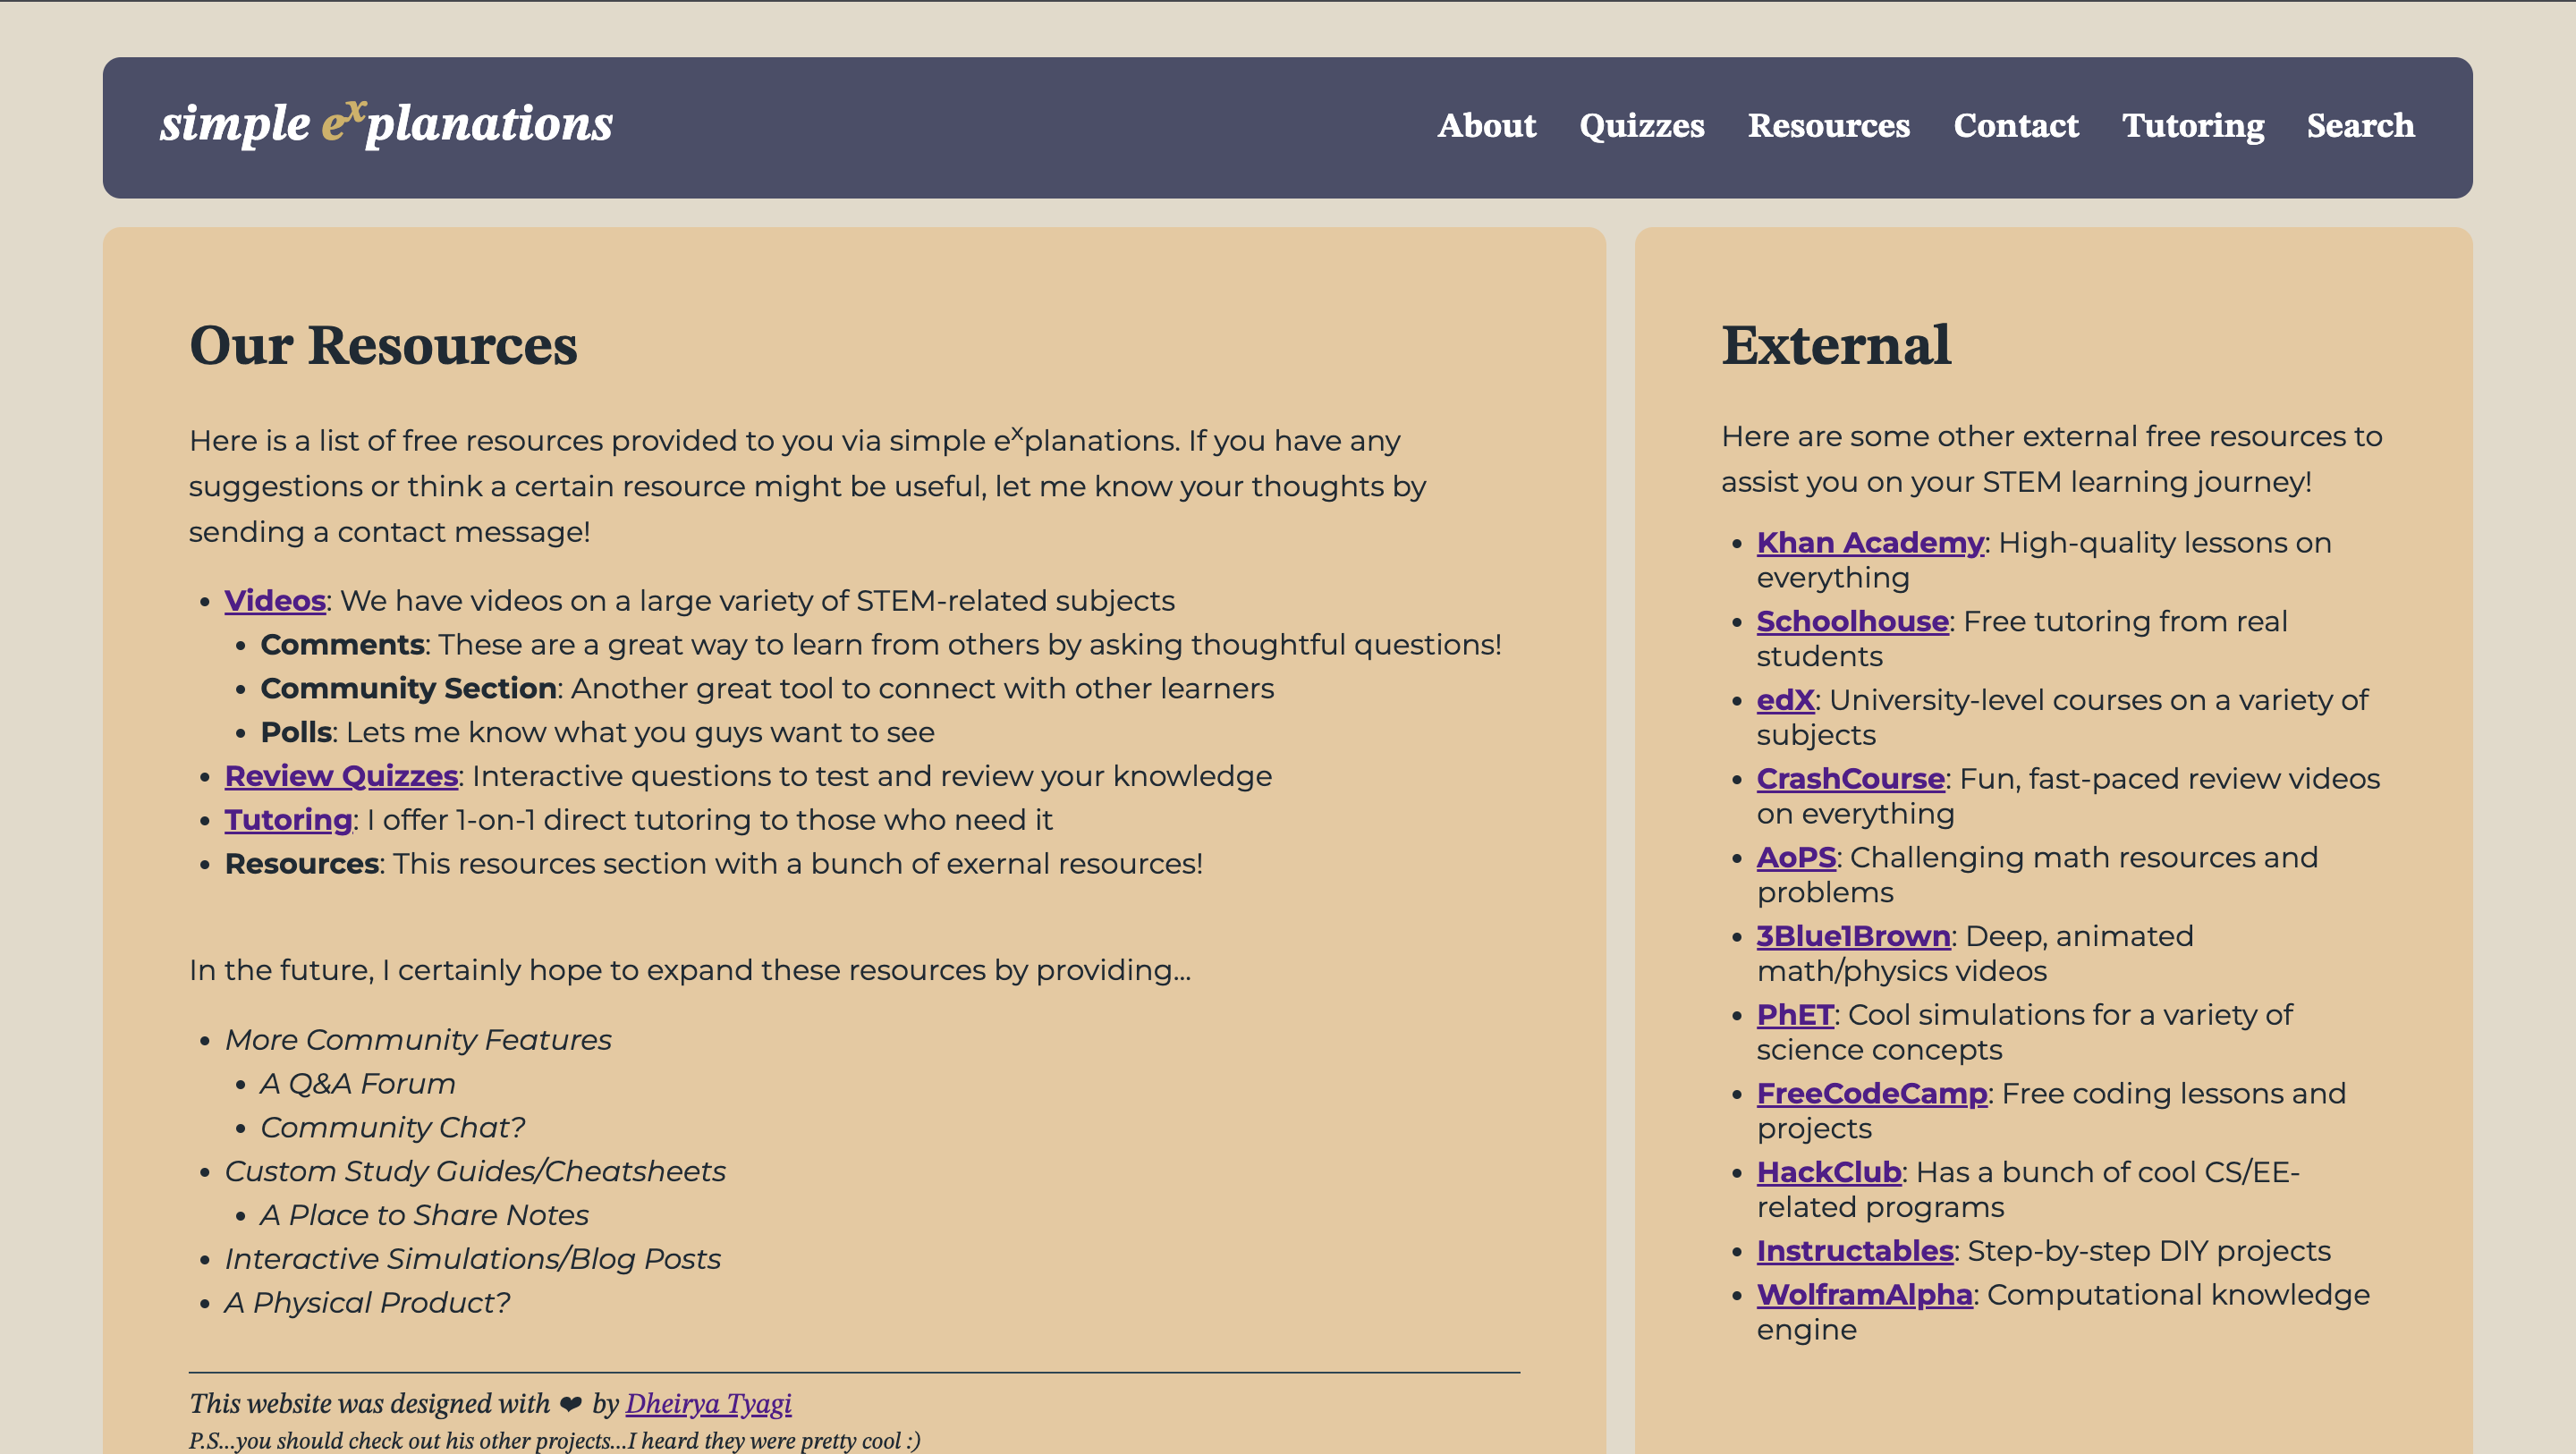 simple explanations
About Quizzes Resources Contact Tutoring Search
Our Resources
Here is a list of free resources provided to you via simple explanations. If you have any
suggestions or think a certain resource might be useful, let me know your thoughts by
sending a contact message!
• Videos: We have videos on a large variety of STEM-related subjects
• Comments: These are a great way to learn from others by asking thoughtful questions!
• Community Section: Another great tool to connect with other learners
• Polls: Lets me know what you guys want to see
• Review Quizzes: Interactive questions to test and review your knowledge
• Tutoring: I offer 1-on-1 direct tutoring to those who need it
• Resources: This resources section with a bunch of exernal resources!
In the future, I certainly hope to expand these resources by providing...
• More Community Features
• A Q&A Forum
• Community Chat?
• Custom Study Guides/Cheatsheets
• A Place to Share Notes
• Interactive Simulations/Blog Posts
• A Physical Product?
This website was designed with ❤ by Dheirya Tyagi
P.S...you should check out his other projects...I heard they were pretty cool :)
External
Here are some other external free resources to
assist you on your STEM learning journey!
• Khan Academy: High-quality lessons on
everything
• Schoolhouse: Free tutoring from real
students
• edX: University-level courses on a variety of
subjects
• CrashCourse: Fun, fast-paced review videos
on everything
• AoPS: Challenging math resources and
problems
• 3Blue1Brown: Deep, animated
math/physics videos
• PhET: Cool simulations for a variety of
science concepts
• FreeCodeCamp: Free coding lessons and
projects
• HackClub: Has a bunch of cool CS/EE-
related programs
• Instructables: Step-by-step DIY projects
• WolframAlpha: Computational knowledge
engine